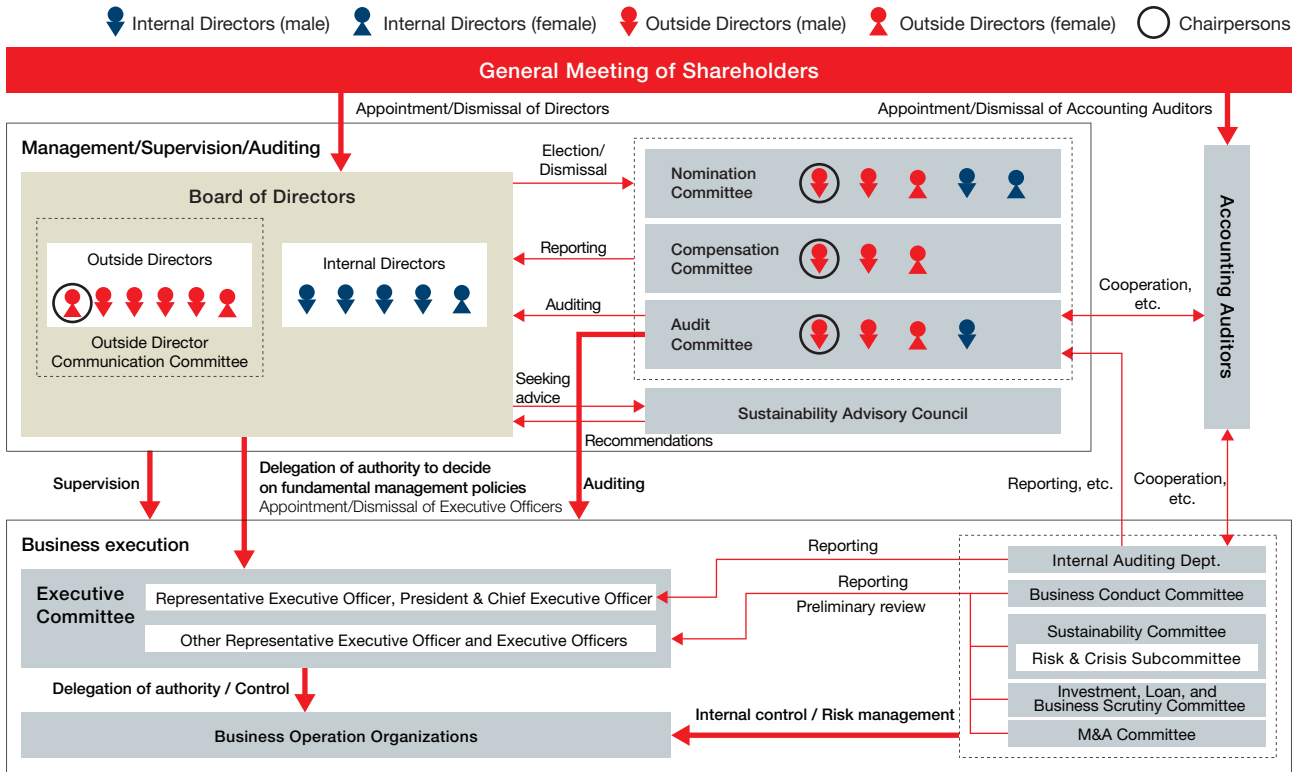 Internal Directors (male)
Internal Directors (female)
Outside Directors (male)
Outside Directors (female)
Chairpersons
General Meeting of Shareholders
Appointment/Dismissal of Directors
Appointment/Dismissal of Accounting Auditors
Management/Supervision/Auditing
Board of Directors
Outside Directors
Outside Director
Communication Committee
Internal Directors
Election/
Dismissal
Reporting
Auditing
Seeking
advice
Recommendations
Nomination
Committee
Compensation
Committee
Audit
Committee
Sustainability Advisory Council
Cooperation,
etc.
Accounting Auditors
Supervision
Delegation of authority to decide
on fundamental management policies
Appointment/Dismissal of Executive Officers
Auditing
Reporting, etc.
Cooperation,
etc.
Business execution
Executive
Committee
Representative Executive Officer, President & Chief Executive Officer
Other Representative Executive Officer and Executive Officers
Reporting
Reporting
Preliminary review
Internal Auditing Dept.
Business Conduct Committee
Sustainability Committee
Risk & Crisis Subcommittee
Investment, Loan, and
Business Scrutiny Committee
M&A Committee
Delegation of authority / Control
Internal control / Risk management
Business Operation Organizations